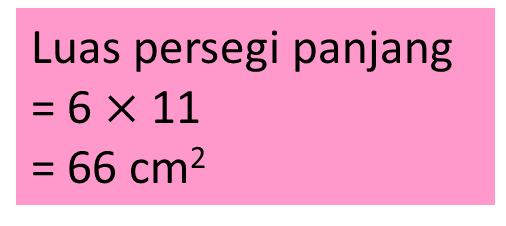 Luas persegi panjang
= 6 × 11
= 66 cm²